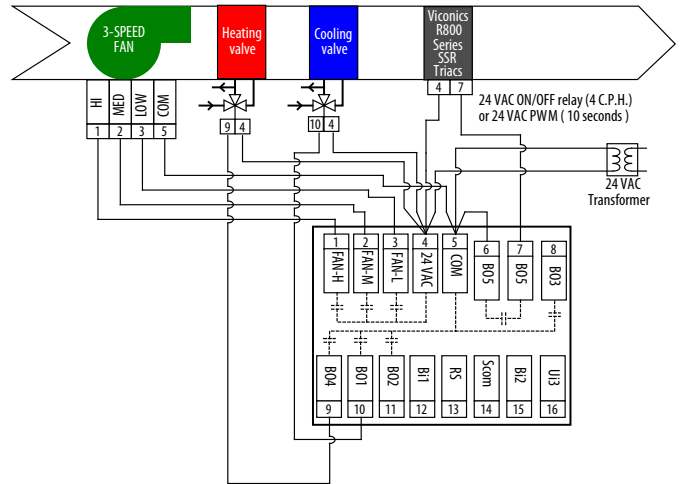 3-SPEED
FAN
Heating
valve
Cooling
valve
Viconics
R800
Series
SSR
Triacs
HI
MED
LOW
COM
1
2
3
5
9 4
10 4
4 7
24 VAC ON/OFF relay (4 C.P.H.)
or 24 VAC PWM ( 10 seconds )
24 VAC
Transformer
1
2
3
4
5
6
7
8
FAN-H
FAN-M
FAN-L
24 VAC
COM
BO5
BO5
BO3
BO4
BO1
BO2
Bi1
RS
Scom
Bi2
Ui3
9
10
11
12
13
14
15
16